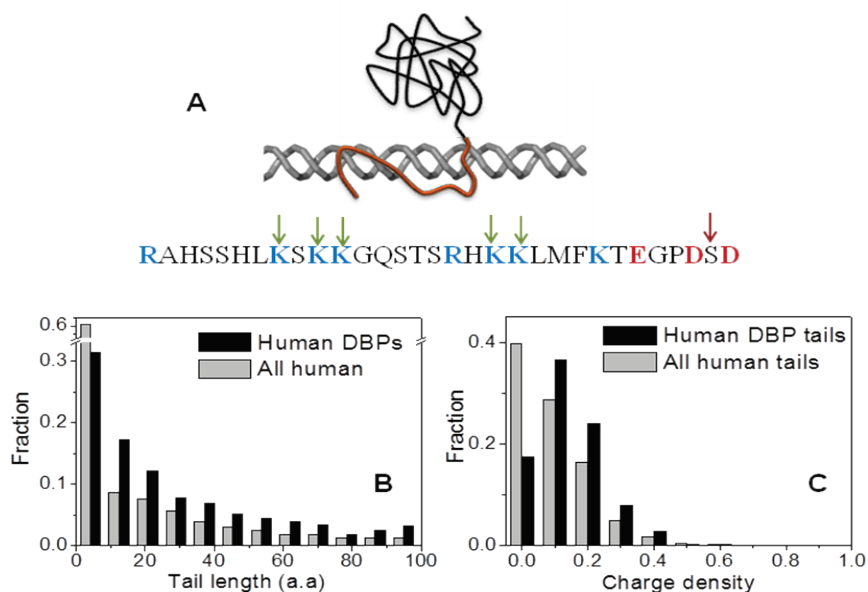 A
RAHSSHLKSKKGQSTSRHKKLMFKTEGPDSD
0.6
0.3
0.2
0.1
0.0
Fraction
Human DBPs
All human
B
0 20 40 60 80 100
Tail length (a.a)
0.4
0.2
0.0
Fraction
Human DBP tails
All human tails
C
0.0 0.2 0.4 0.6 0.8 1.0
Charge density